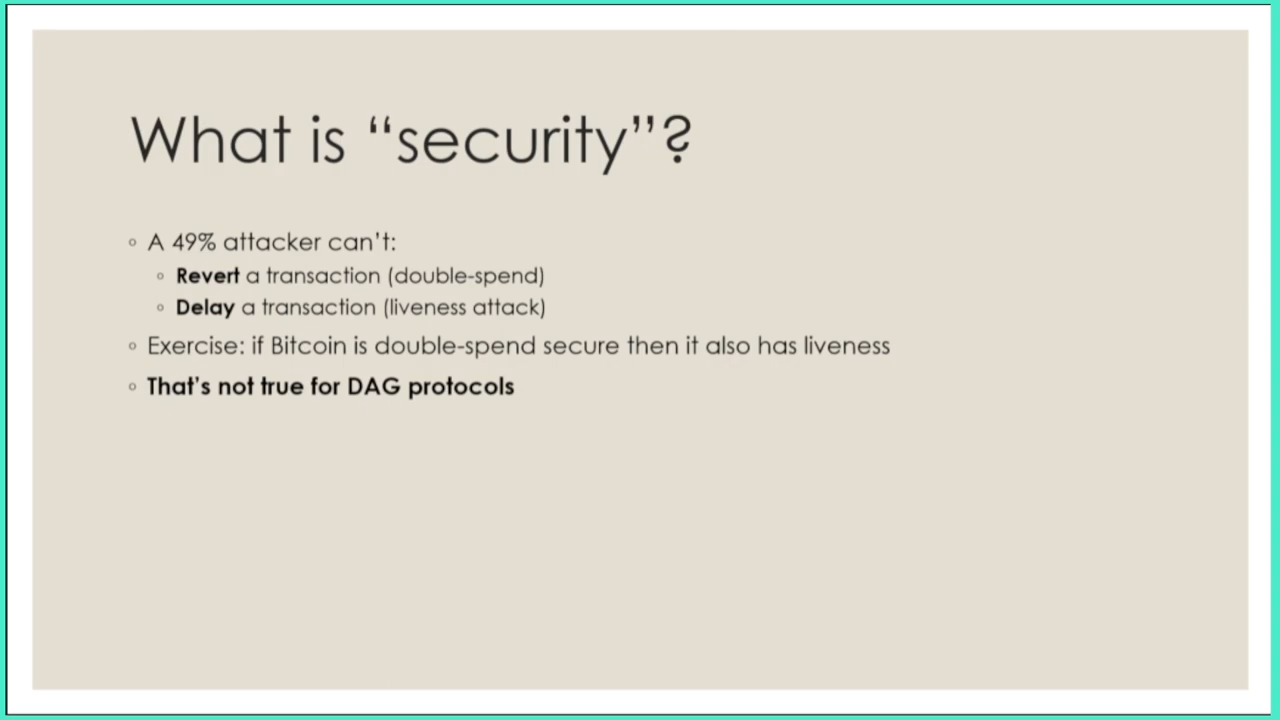 What is “security”?
◦ A 49% attacker can’t:
◦ Revert a transaction (double-spend)
◦ Delay a transaction (liveness attack)
◦ Exercise: if Bitcoin is double-spend secure then it also has liveness
◦ That’s not true for DAG protocols